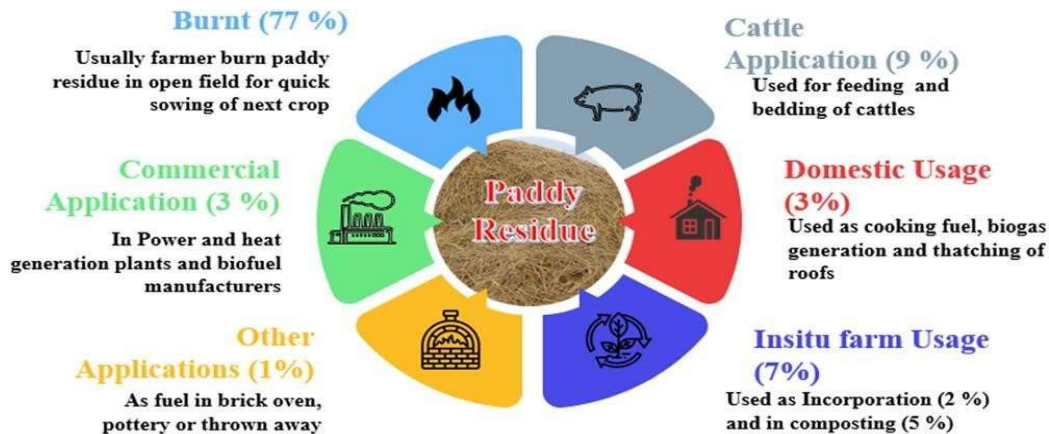 Burnt (77 %)
Usually farmer burn paddy
residue in open field for quick
sowing of next crop
Cattle
Application (9 %)
Used for feeding and
bedding of cattles
Commercial
Application (3 %)
In Power and heat
generation plants and biofuel
manufacturers
Paddy
Residue
Domestic Usage
(3%)
Used as cooking fuel, biogas
generation and thatching of
roofs
Other
Applications (1%)
As fuel in brick oven,
pottery or thrown away
Insitu farm Usage
(7%)
Used as Incorporation (2 %)
and in composting (5 %)